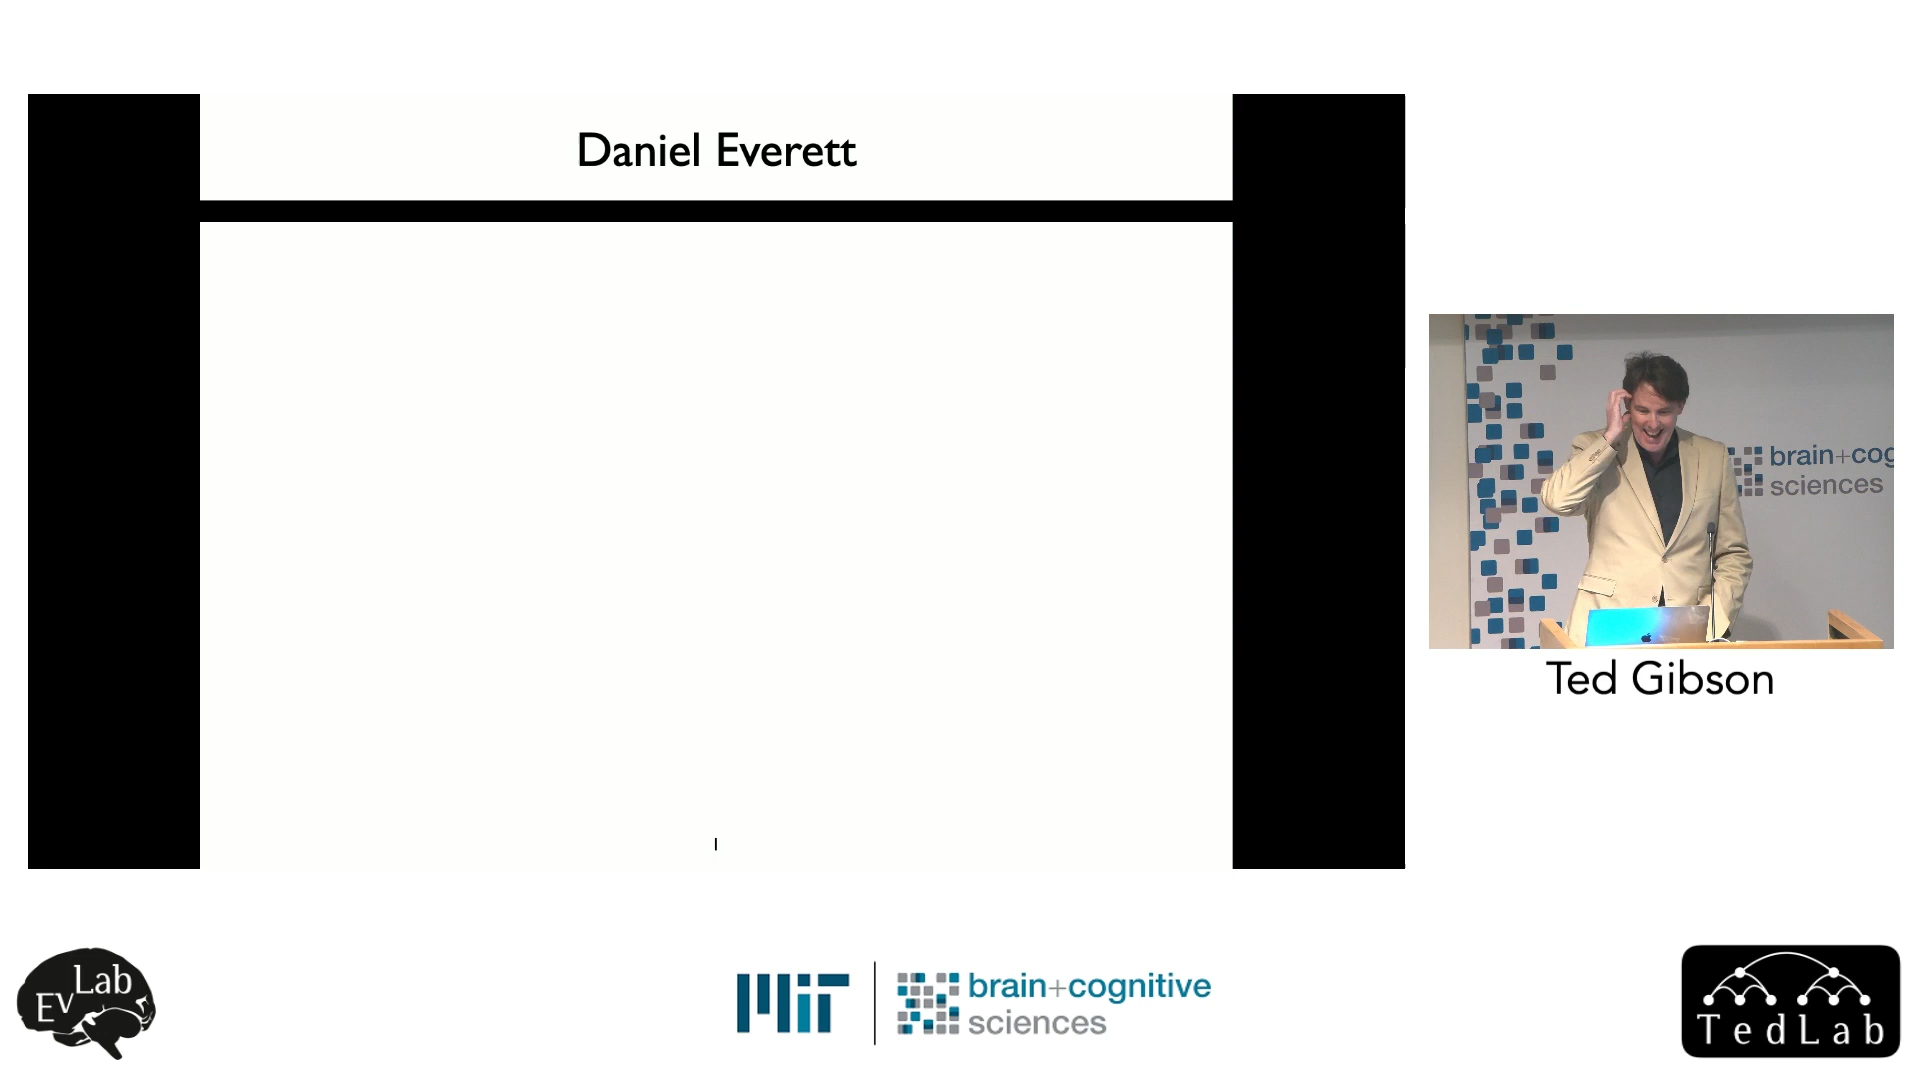 Daniel Everett
I
brain+cog
sciences
Ted Gibson
Lab
EV
MIT
brain+cognitive
sciences
TedLab